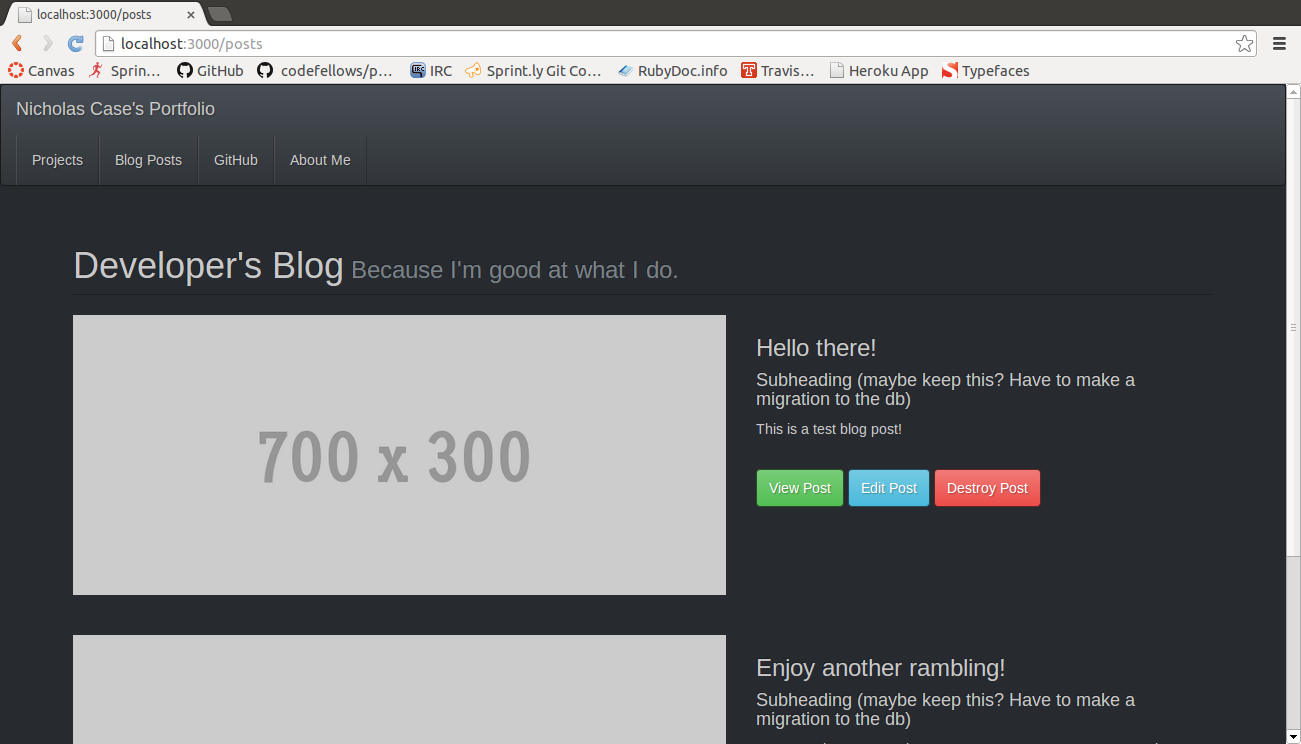 localhost:3000/posts
localhost:3000/posts
Canvas Sprin... GitHub codefellows/p... IRC Sprint.ly Git Co... RubyDoc.info Travis... Heroku App Typefaces
Nicholas Case's Portfolio
Projects Blog Posts GitHub About Me
Developer's Blog Because I'm good at what I do.
700 x 300
Hello there!
Subheading (maybe keep this? Have to make a
migration to the db)
This is a test blog post!
View Post Edit Post Destroy Post
Enjoy another rambling!
Subheading (maybe keep this? Have to make a
migration to the db)